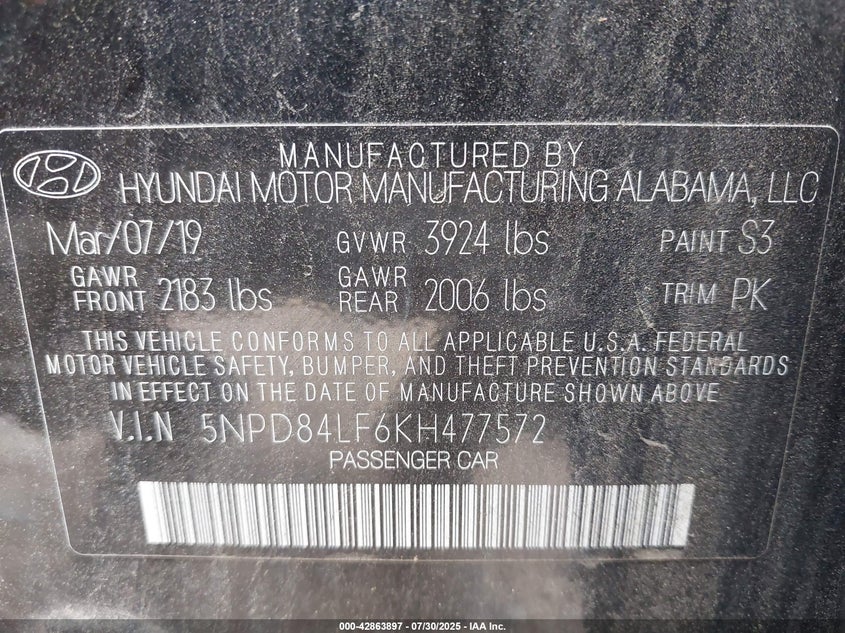 MANUFACTURED BY
HYUNDAI MOTOR MANUFACTURING ALABAMA, LLC
Mar/07/19 GVWR 3924 lbs PAINT S3
GAWR FRONT 2183 lbs GAWR REAR 2006 lbs TRIM PK
THIS VEHICLE CONFORMS TO ALL APPLICABLE U.S.A. FEDERAL
MOTOR VEHICLE SAFETY, BUMPER, AND THEFT PREVENTION STANDARDS
IN EFFECT ON THE DATE OF MANUFACTURE SHOWN ABOVE
V.I.N 5NPD84LF6KH477572
PASSENGER CAR
000-42863897 - 07/30/2025 - IAA Inc.